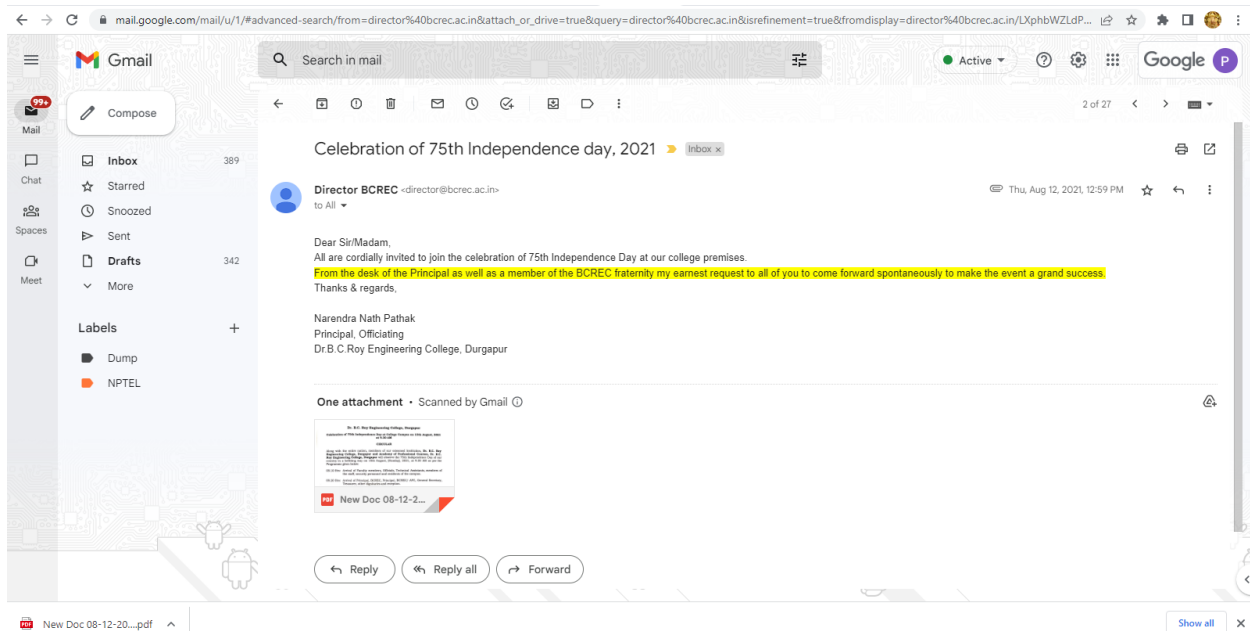 mail.google.com/mail/u/1/#advanced-search/from=director%40bcrec.ac.in&attach_or_drive=true&query=director%40bcrec.ac.in&isrefinement=true&fromdisplay=director%40bcrec.ac.in/LXphbWZLdP...
Gmail
Search in mail
Active
Google P
99+
Mail
Chat
Spaces
Meet
Compose
Inbox 389
Starred
Snoozed
Sent
Drafts 342
More
Labels +
Dump
NPTEL
2 of 27
Celebration of 75th Independence day, 2021 Inbox x
Director BCREC <director@bcrec.ac.in> Thu, Aug 12, 2021, 12:59 PM
to All
Dear Sir/Madam,
All are cordially invited to join the celebration of 75th Independence Day at our college premises.
From the desk of the Principal as well as a member of the BCREC fraternity my earnest request to all of you to come forward spontaneously to make the event a grand success.
Thanks & regards,
Narendra Nath Pathak
Principal, Officiating
Dr.B.C.Roy Engineering College, Durgapur
One attachment • Scanned by Gmail
Dr. B.C. Roy Engineering College, Durgapur
CIRCULAR
PDF New Doc 08-12-2...
Reply
Reply all
Forward
PDF New Doc 08-12-20....pdf
Show all